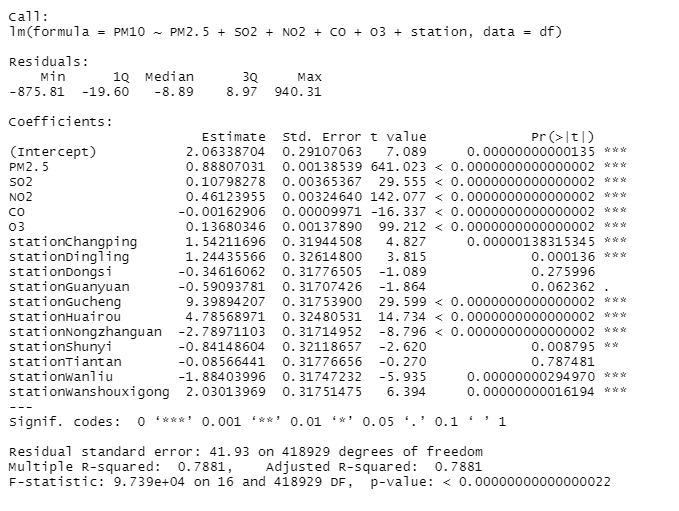 Call:
lm(formula = PM10 ~ PM2.5 + SO2 + NO2 + CO + O3 + station, data = df)
Residuals:
Min 1Q Median 3Q Max
-875.81 -19.60 -8.89 8.97 940.31
Coefficients:
Estimate Std. Error t value Pr(>|t|)
(Intercept) 2.06338704 0.29107063 7.089 0.00000000000135 ***
PM2.5 0.88807031 0.00138539 641.023 < 0.0000000000000002 ***
SO2 0.10798278 0.00365367 29.555 < 0.0000000000000002 ***
NO2 0.46123955 0.00324640 142.077 < 0.0000000000000002 ***
CO -0.00162906 0.00009971 -16.337 < 0.0000000000000002 ***
O3 0.13680346 0.00137890 99.212 < 0.0000000000000002 ***
stationChangping 1.54211696 0.31944508 4.827 0.00000138315345 ***
stationDingling 1.24435566 0.32614800 3.815 0.000136 ***
stationDongsi -0.34616062 0.31776505 -1.089 0.275996
stationGuanyuan -0.59093781 0.31707426 -1.864 0.062362 .
stationGucheng 9.39894207 0.31753900 29.599 < 0.0000000000000002 ***
stationHuairou 4.78568971 0.32480531 14.734 < 0.0000000000000002 ***
stationNongzhanguan -2.78971103 0.31714952 -8.796 < 0.0000000000000002 ***
stationShunyi -0.84148604 0.32118657 -2.620 0.008795 **
stationTiantan -0.08566441 0.31776656 -0.270 0.787481
stationWanliu -1.88403996 0.31747232 -5.935 0.00000000294970 ***
stationWanshouxigong 2.03013969 0.31751475 6.394 0.00000000016194 ***
---
Signif. codes: 0 ‘***’ 0.001 ‘**’ 0.01 ‘*’ 0.05 ‘.’ 0.1 ‘ ’ 1
Residual standard error: 41.93 on 418929 degrees of freedom
Multiple R-squared: 0.7881, Adjusted R-squared: 0.7881
F-statistic: 9.739e+04 on 16 and 418929 DF, p-value: < 0.00000000000000022